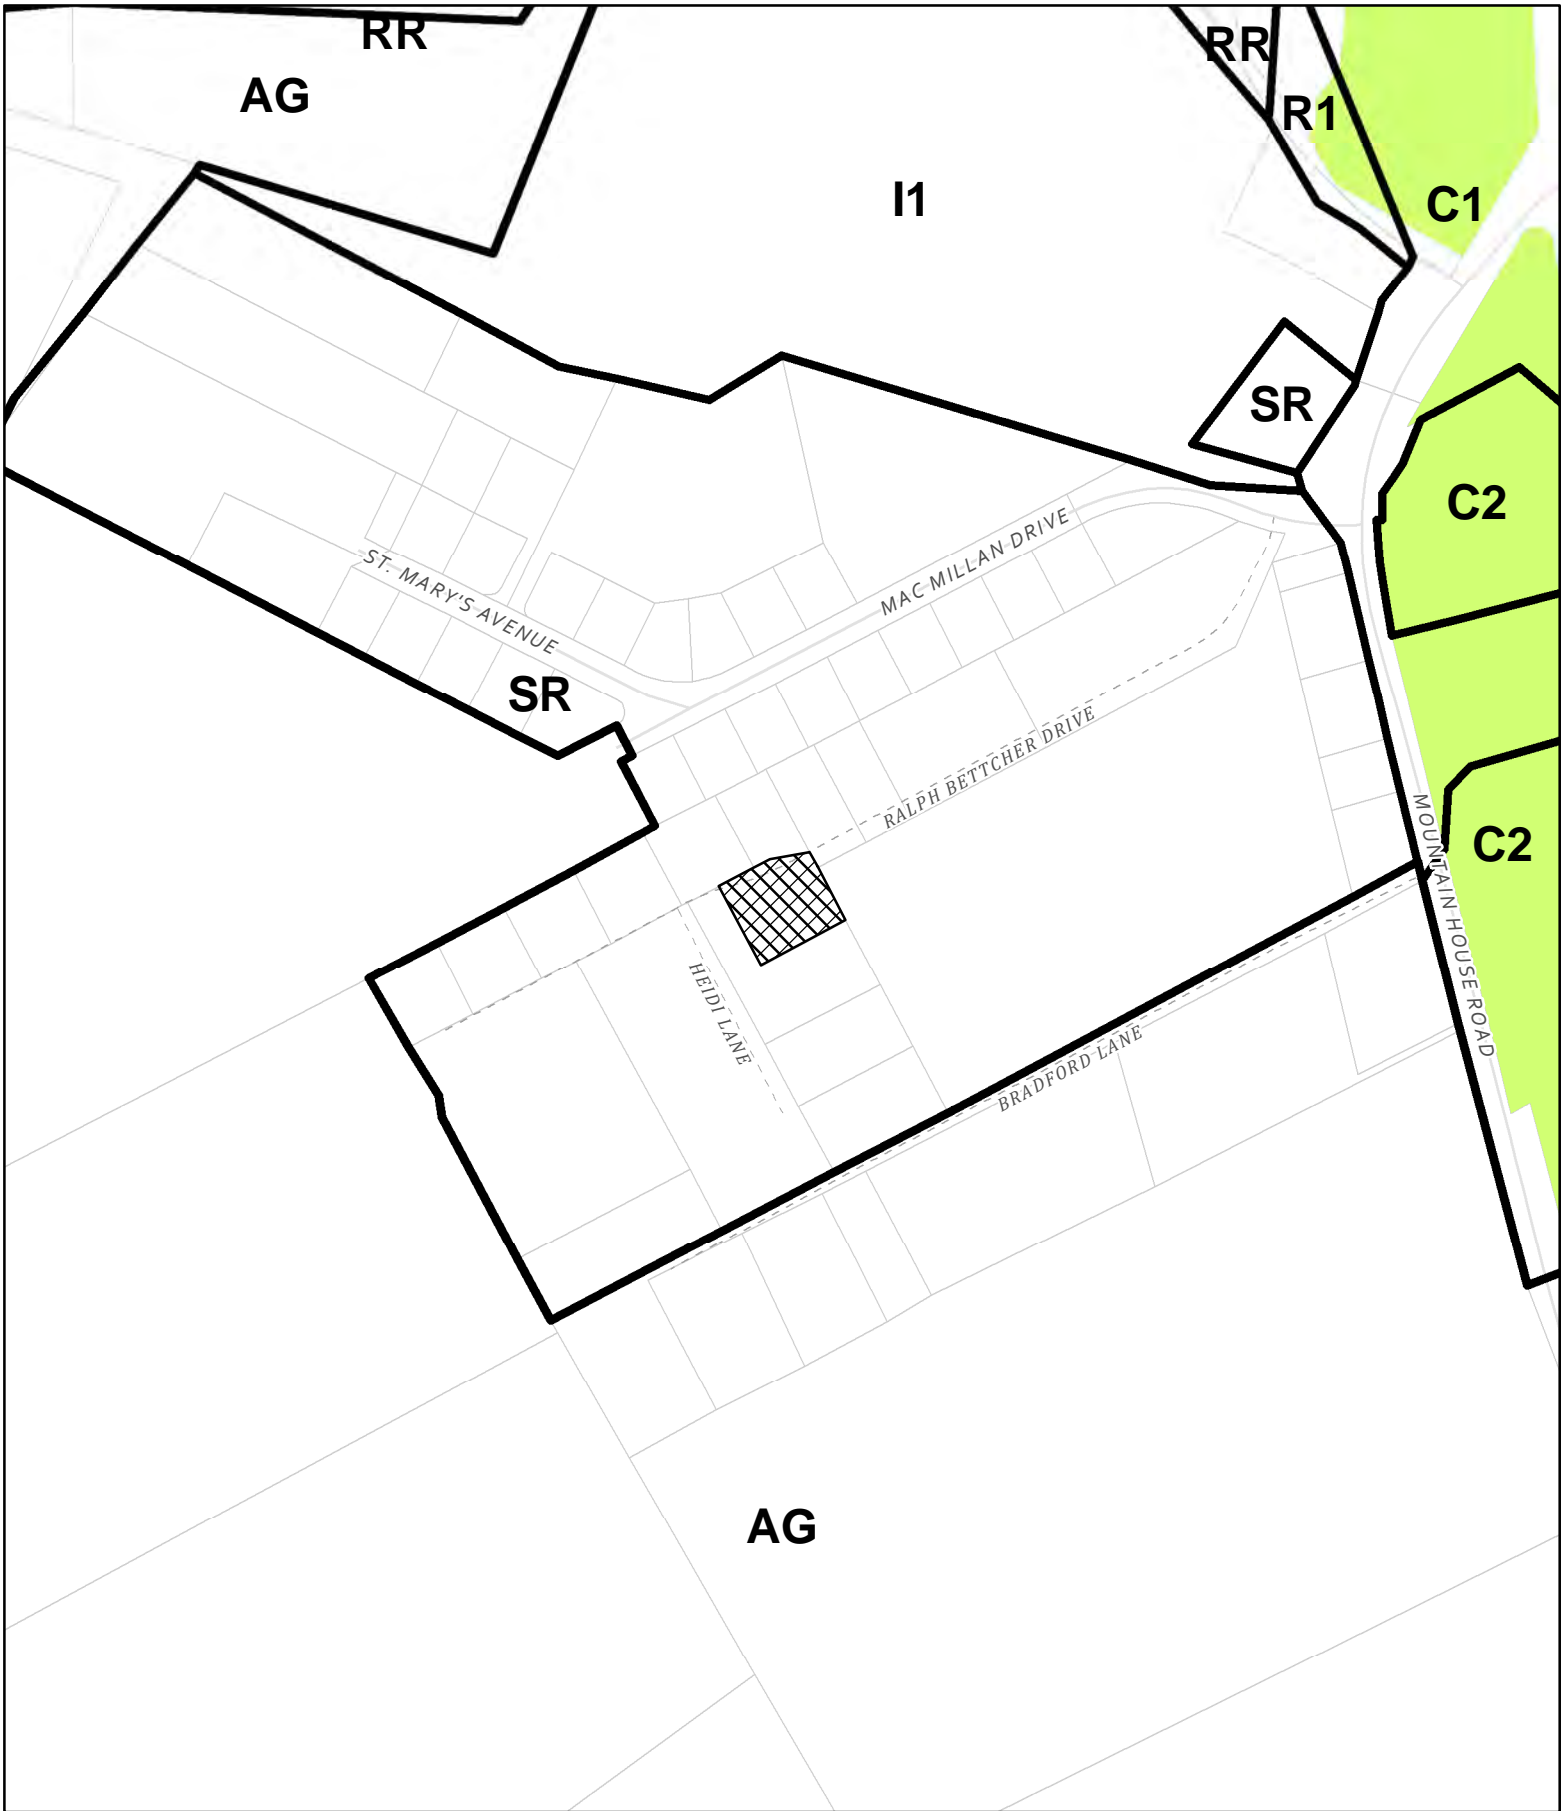 RR
RR
AG
R1
I1
C1
SR
C2
MAC MILLAN DRIVE
ST. MARY'S AVENUE
SR
RALPH BETTCHER DRIVE
C2
MOUNTAIN HOUSE ROAD
HEIDI LANE
BRADFORD LANE
AG